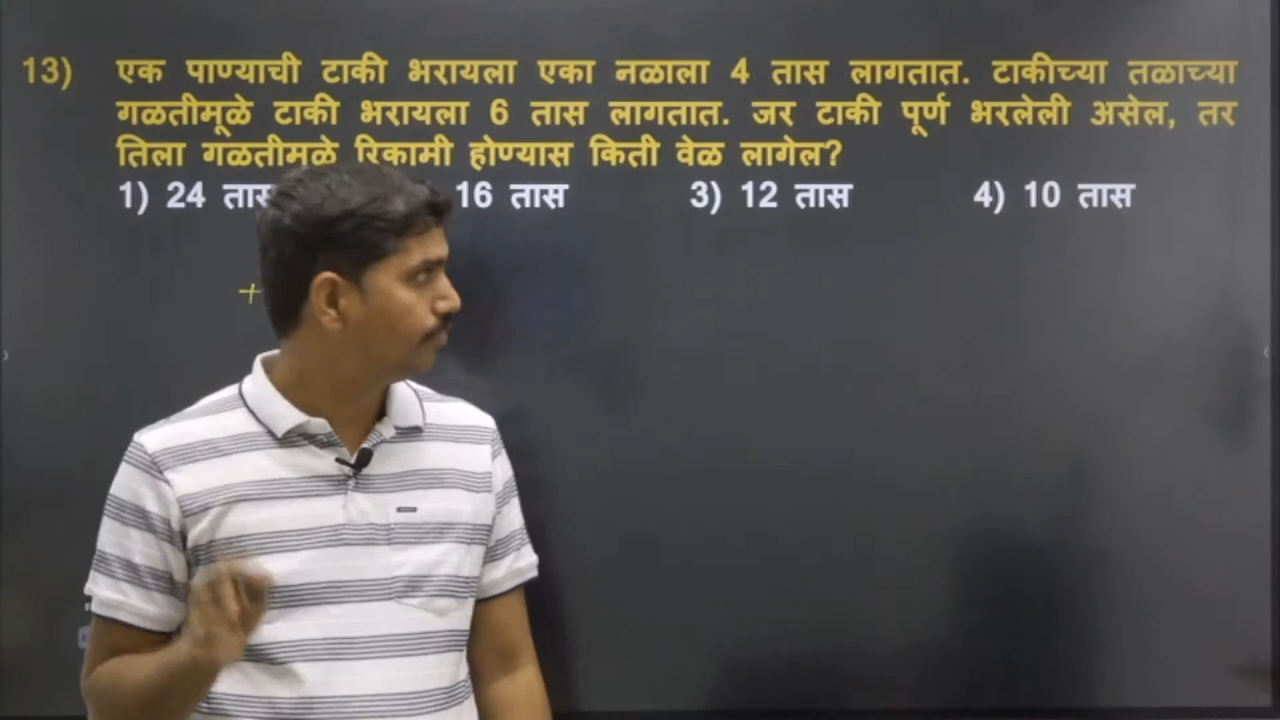 13) एक पाण्याची टाकी भरायला एका नळाला 4 तास लागतात. टाकीच्या तळाच्या
गळतीमूळे टाकी भरायला 6 तास लागतात. जर टाकी पूर्ण भरलेली असेल, तर
तिला गळतीमळे रिकामी होण्यास किती वेळ लागेल?
1) 24 तास 16 तास 3) 12 तास 4) 10 तास
+